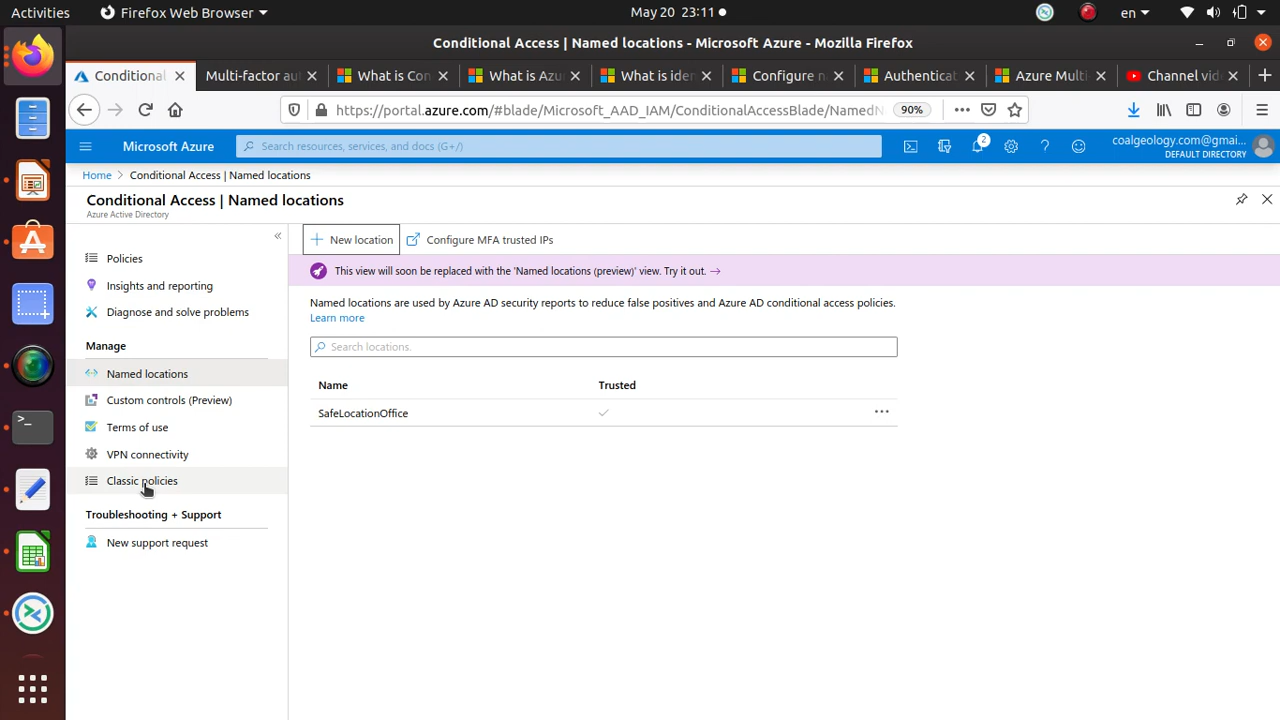 Activities
Firefox Web Browser
May 20 23:11
en
Conditional Access | Named locations - Microsoft Azure - Mozilla Firefox
Conditional
Multi-factor au
What is Con
What is Azu
What is iden
Configure n
Authenticat
Azure Multi
Channel vid
https://portal.azure.com/#blade/Microsoft_AAD_IAM/ConditionalAccessBlade/NamedN
90%
Microsoft Azure
Search resources, services, and docs (G+/)
2
coalgeology.com@gmai...
DEFAULT DIRECTORY
Home > Conditional Access | Named locations
Conditional Access | Named locations
Azure Active Directory
Policies
Insights and reporting
Diagnose and solve problems
Manage
Named locations
Custom controls (Preview)
Terms of use
VPN connectivity
Classic policies
Troubleshooting + Support
New support request
New location
Configure MFA trusted IPs
This view will soon be replaced with the 'Named locations (preview)' view. Try it out. →
Named locations are used by Azure AD security reports to reduce false positives and Azure AD conditional access policies.
Learn more
Search locations.
Name Trusted
SafeLocationOffice